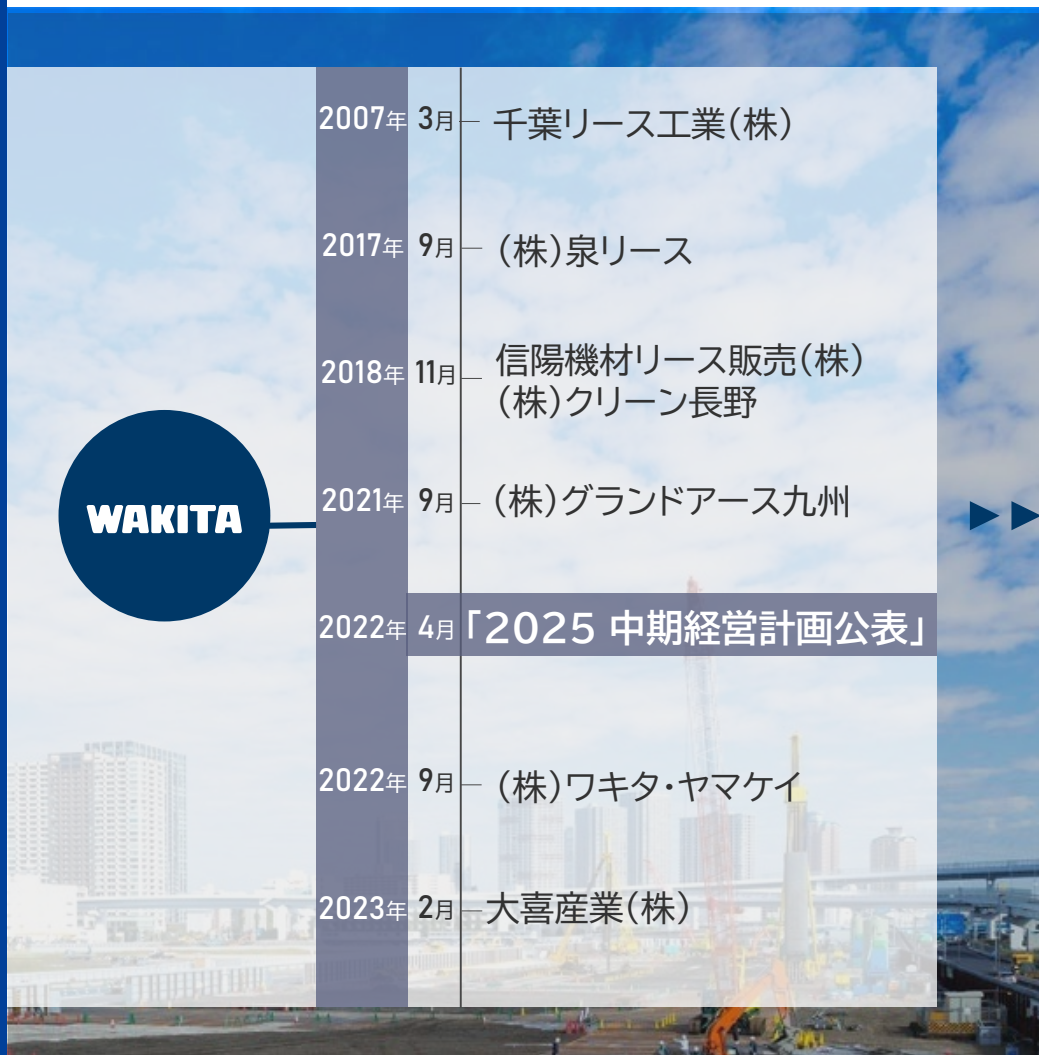 2007年 3月 千葉リース工業(株)
2017年 9月 (株)泉リース
2018年 11月 信陽機材リース販売(株)
(株)クリーン長野
WAKITA
2021年 9月 (株)グランドアース九州
2022年 4月「2025 中期経営計画公表」
2022年 9月 (株)ワキタ・ヤマケイ
2023年 2月 大喜産業(株)